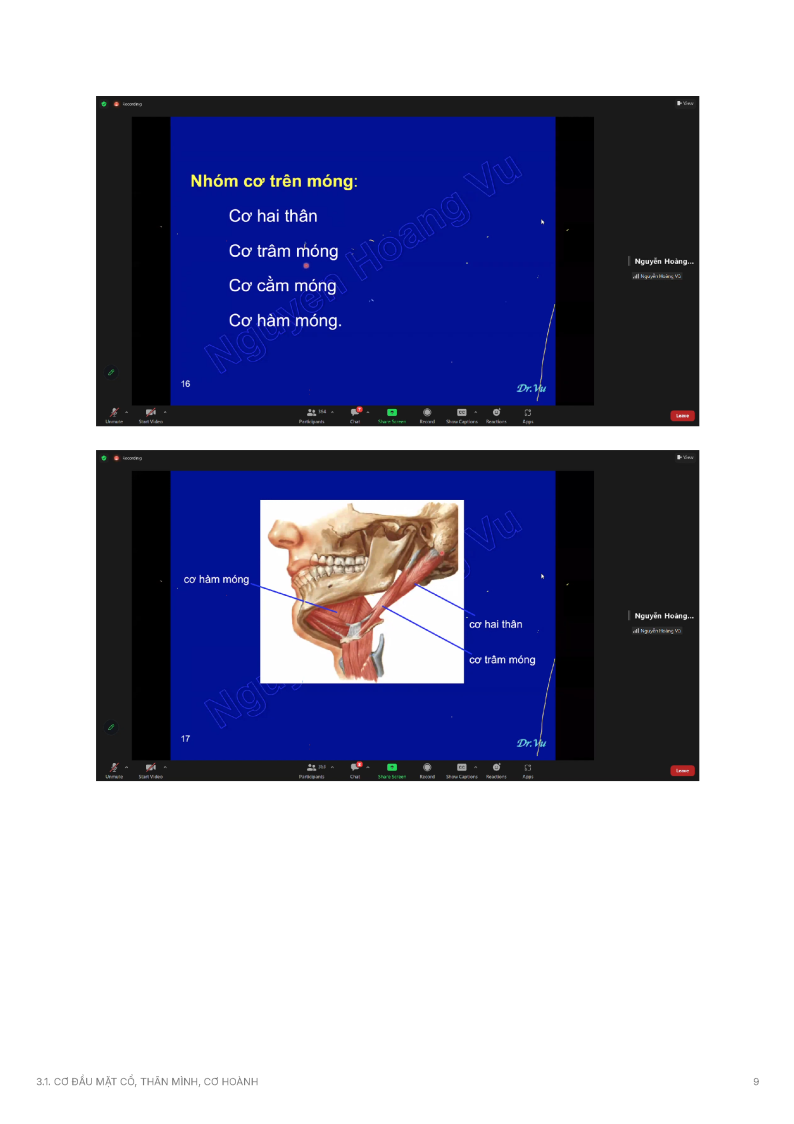 Recording
View
Nhóm cơ trên móng:
Cơ hai thân
Cơ trâm móng
Cơ cằm móng
Cơ hàm móng.
Nguyen Hoang Vu
Nguyễn Hoàng...
Nguyễn Hoàng Vũ
16
Dr.Vu
Unmute
Start Video
Participants
Chat
Share Screen
Record
Show Captions
Reactions
Apps
Leave
Recording
View
cơ hàm móng
cơ hai thân
cơ trâm móng
Nguyễn Hoàng...
Nguyễn Hoàng Vũ
17
Dr.Vu
Unmute
Start Video
Participants
Chat
Share Screen
Record
Show Captions
Reactions
Apps
Leave
3.1. CƠ ĐẦU MẶT CỔ, THÂN MÌNH, CƠ HOÀNH
9